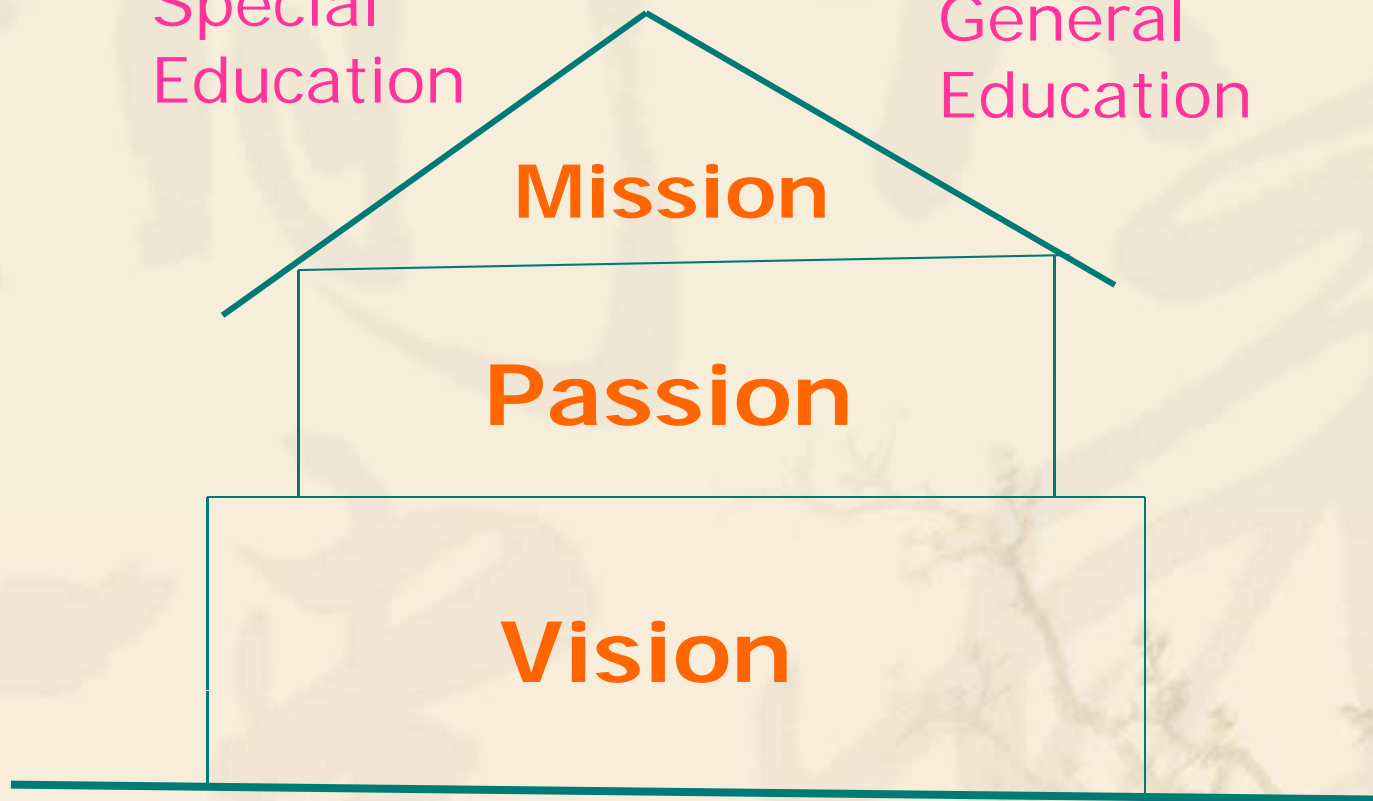 Special
Education
General
Education
Mission
Passion
Vision